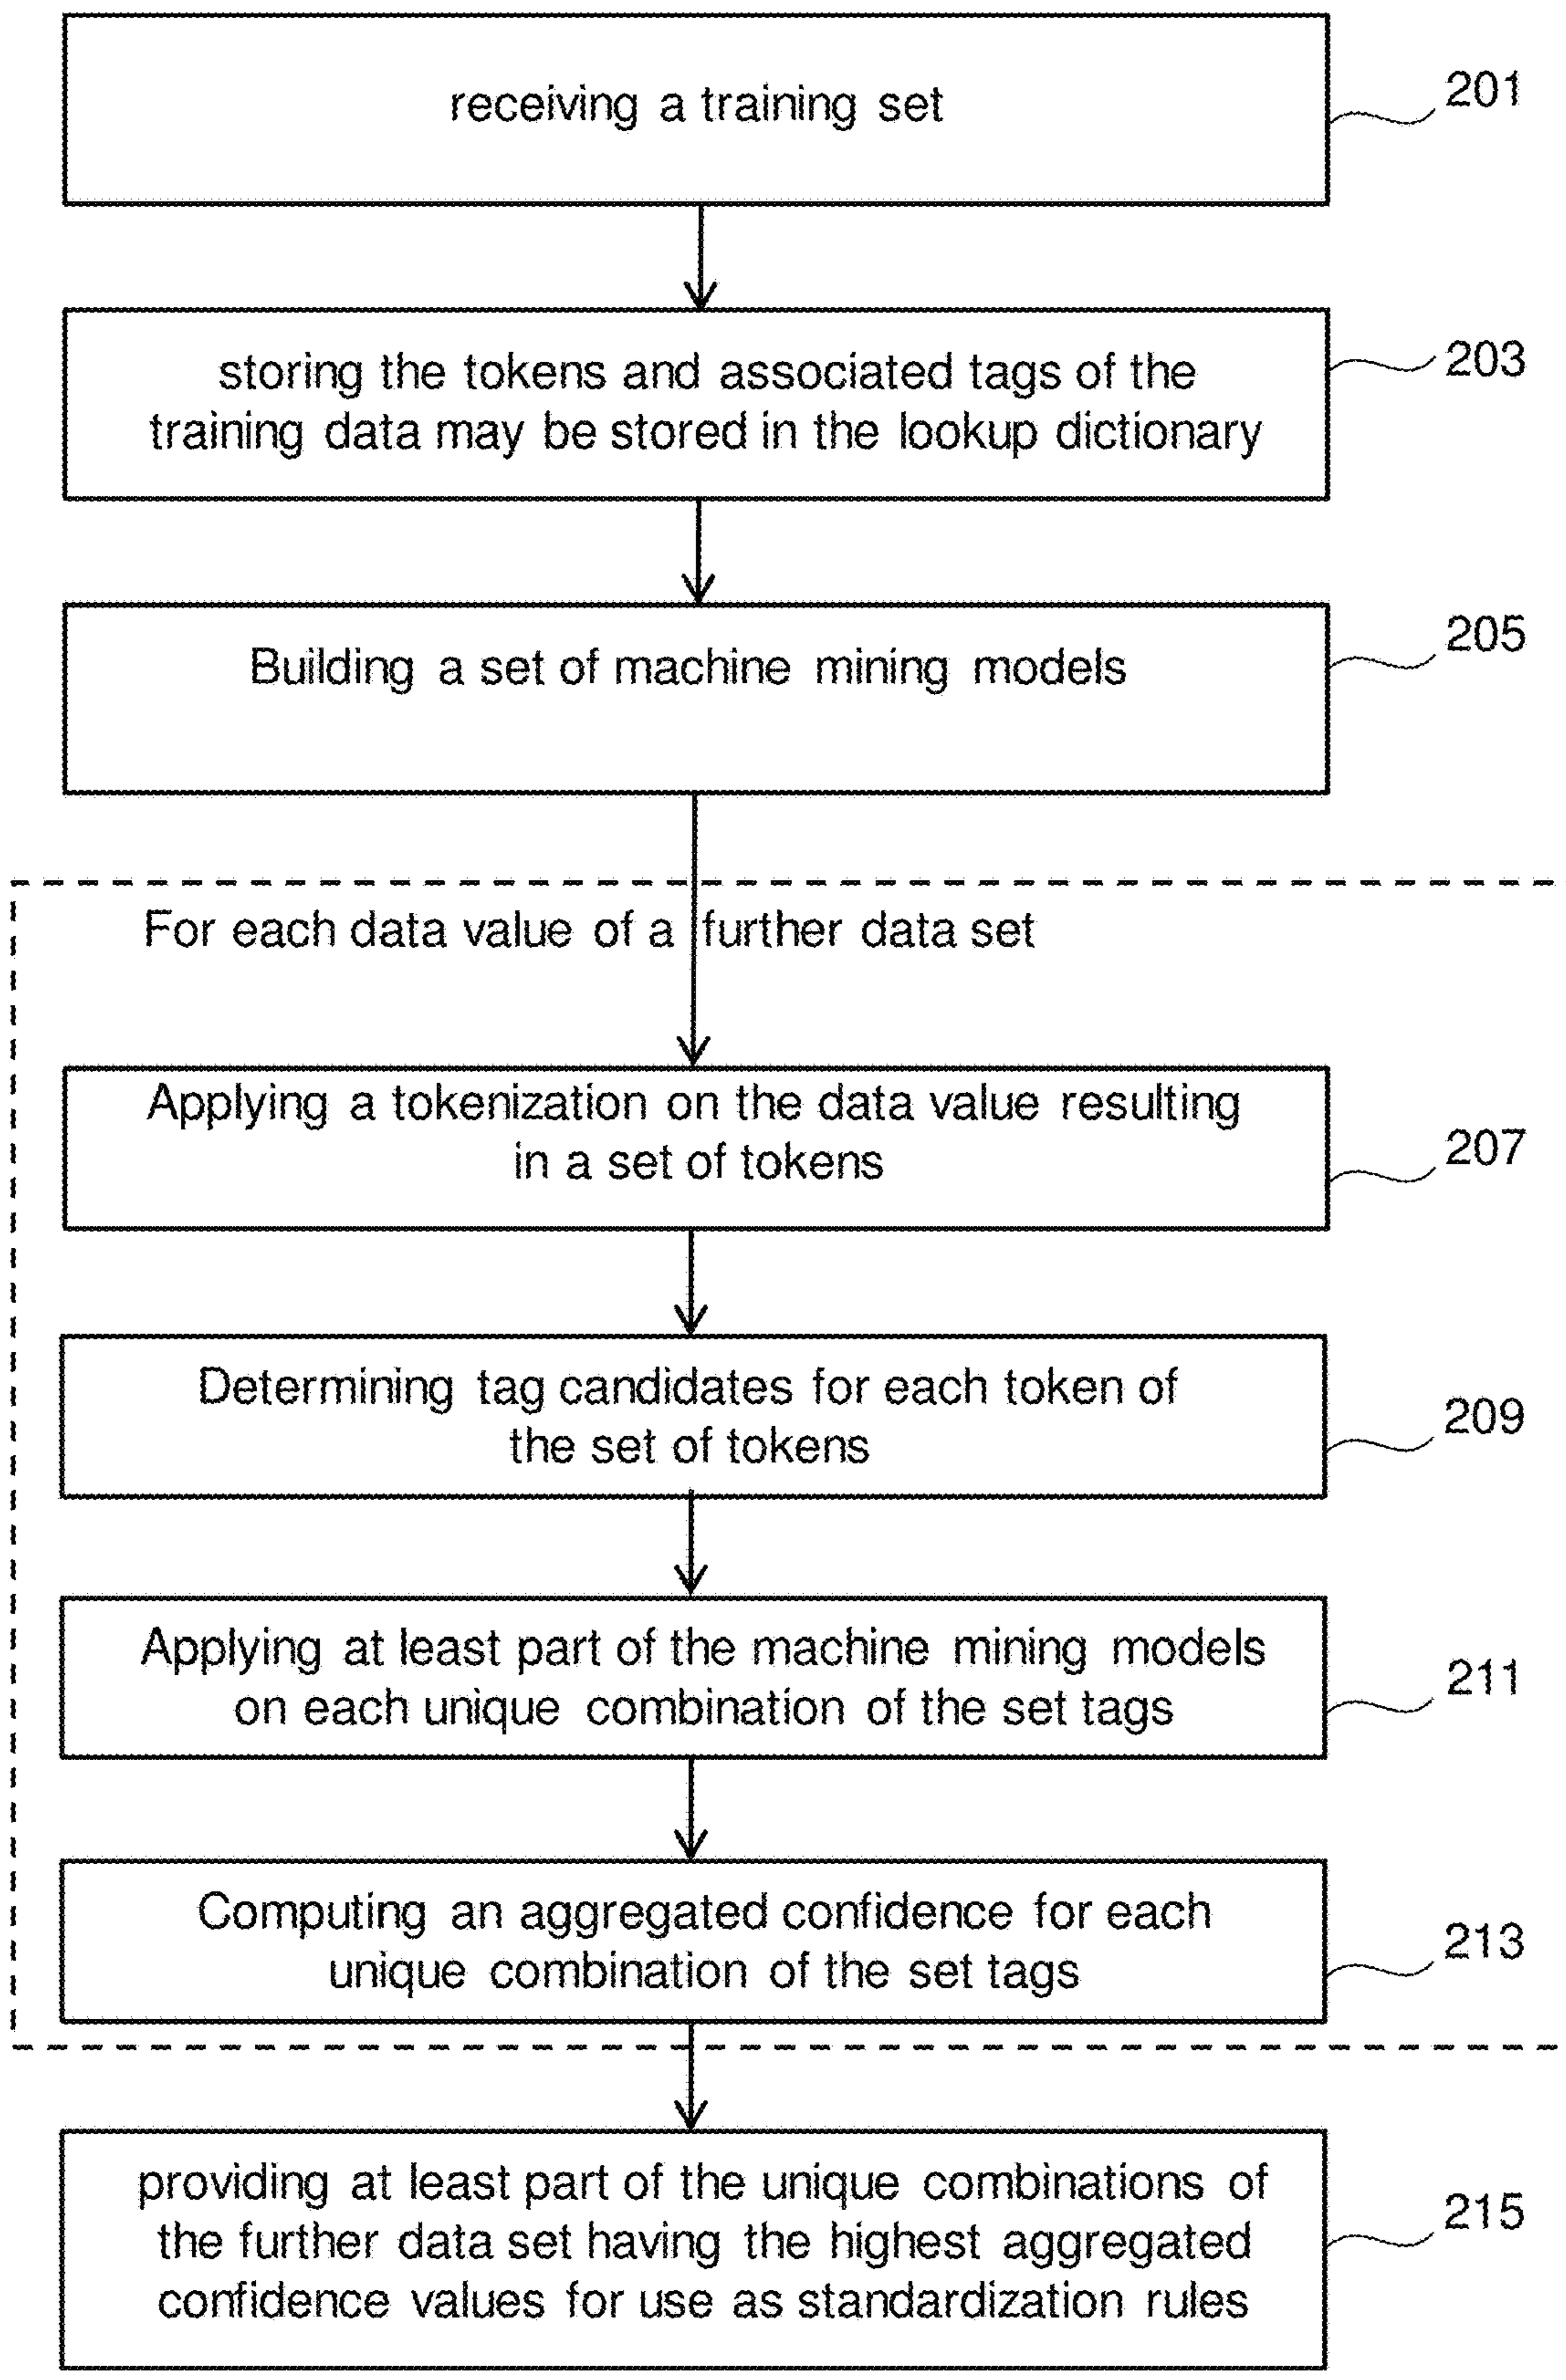 receiving a training set
201
storing the tokens and associated tags of the
training data may be stored in the lookup dictionary
203
Building a set of machine mining models
205
For each data value of a further data set
Applying a tokenization on the data value resulting
in a set of tokens
207
Determining tag candidates for each token of
the set of tokens
209
Applying at least part of the machine mining models
on each unique combination of the set tags
211
Computing an aggregated confidence for each
unique combination of the set tags
213
providing at least part of the unique combinations of
the further data set having the highest aggregated
confidence values for use as standardization rules
215